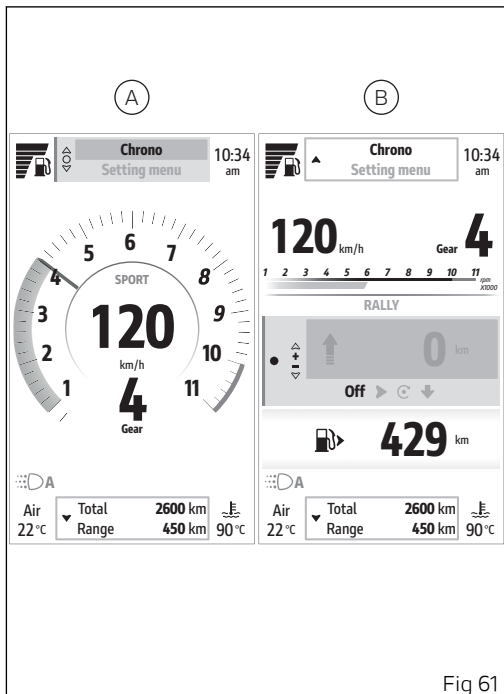 A
Chrono
Setting menu
10:34
am
1
2
3
4
5
6
7
8
9
10
11
SPORT
120
km/h
4
Gear
A
Air
22 °C
Total 2600 km
Range 450 km
90 °C
B
Chrono
Setting menu
10:34
am
120 km/h
Gear 4
1 2 3 4 5 6 7 8 9 10 11
rpm
X1000
RALLY
+
-
0 km
Off
429 km
A
Air
22 °C
Total 2600 km
Range 450 km
90 °C
Fig 61